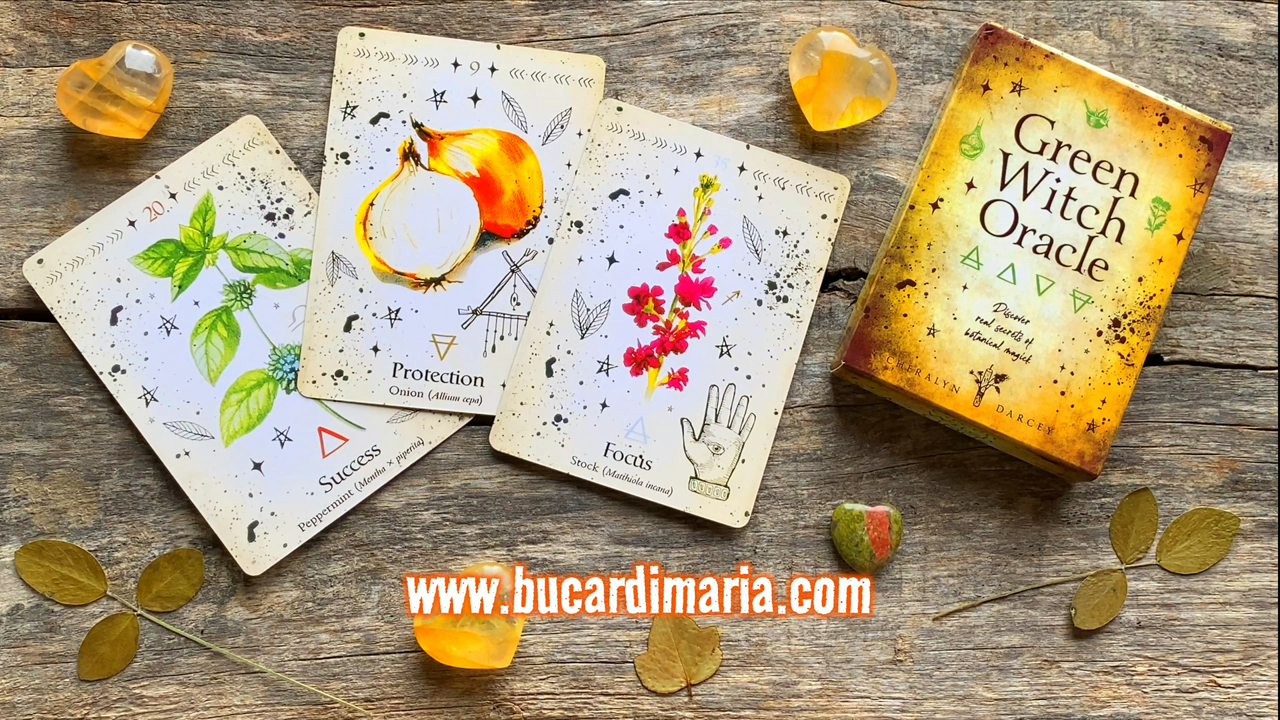 20
Success
Peppermint (Mentha × piperita)
9
Protection
Onion (Allium cepa)
35
Focus
Stock (Matthiola incana)
Green
Witch
Oracle
Discover
real secrets of
botanical magick
CHERALYN
DARCEY
www.bucardimaria.com